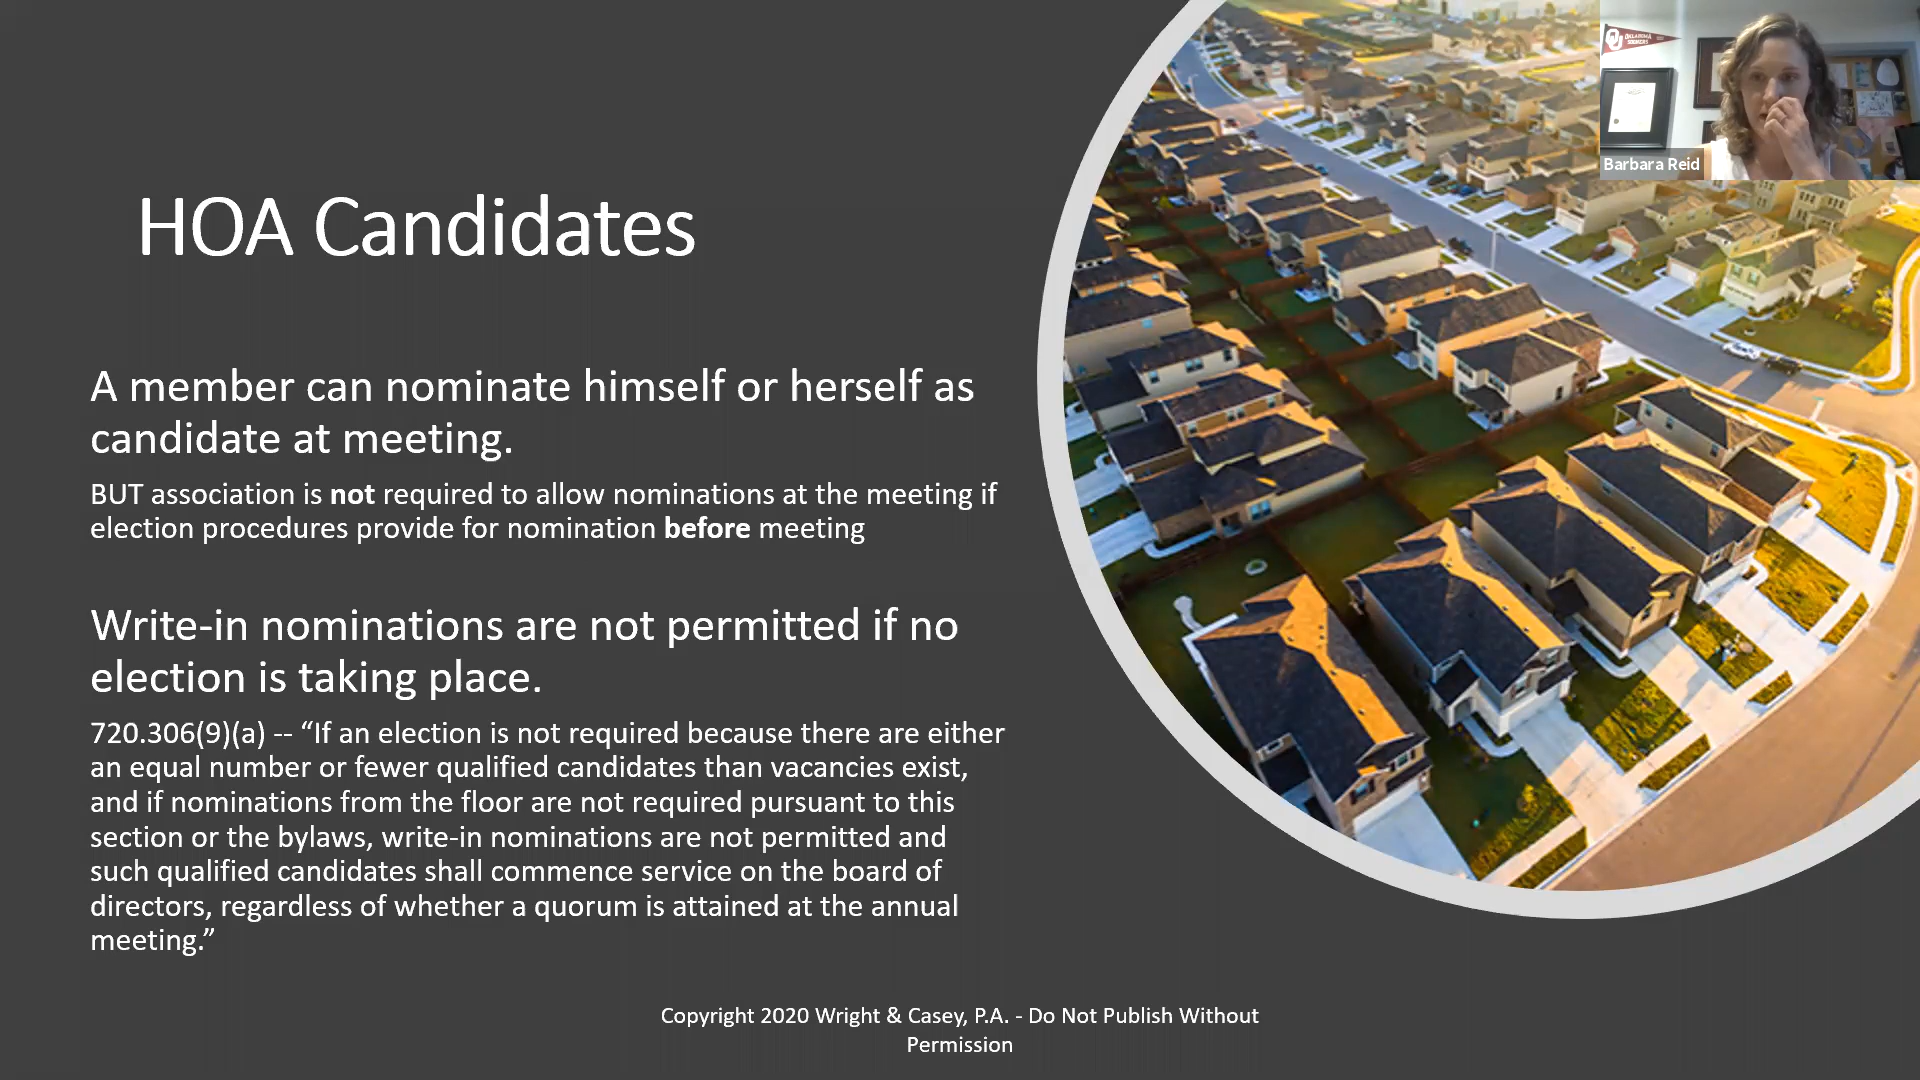 OU OKLAHOMA
SOONERS
Barbara Reid
HOA Candidates
A member can nominate himself or herself as
candidate at meeting.
BUT association is not required to allow nominations at the meeting if
election procedures provide for nomination before meeting
Write-in nominations are not permitted if no
election is taking place.
720.306(9)(a) -- “If an election is not required because there are either
an equal number or fewer qualified candidates than vacancies exist,
and if nominations from the floor are not required pursuant to this
section or the bylaws, write-in nominations are not permitted and
such qualified candidates shall commence service on the board of
directors, regardless of whether a quorum is attained at the annual
meeting.”
Copyright 2020 Wright & Casey, P.A. - Do Not Publish Without
Permission